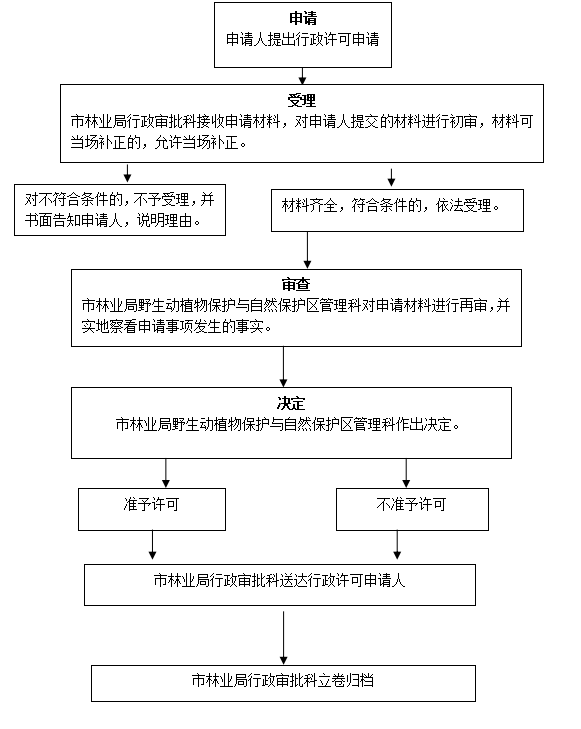 申请
申请人提出行政许可申请
受理
市林业局行政审批科接收申请材料，对申请人提交的材料进行初审，材料可
当场补正的，允许当场补正。
对不符合条件的，不予受理，并
书面告知申请人，说明理由。
材料齐全，符合条件的，依法受理。
审查
市林业局野生动植物保护与自然保护区管理科对申请材料进行再审，并
实地察看申请事项发生的事实。
决定
市林业局野生动植物保护与自然保护区管理科作出决定。
准予许可
不准予许可
市林业局行政审批科送达行政许可申请人
市林业局行政审批科立卷归档